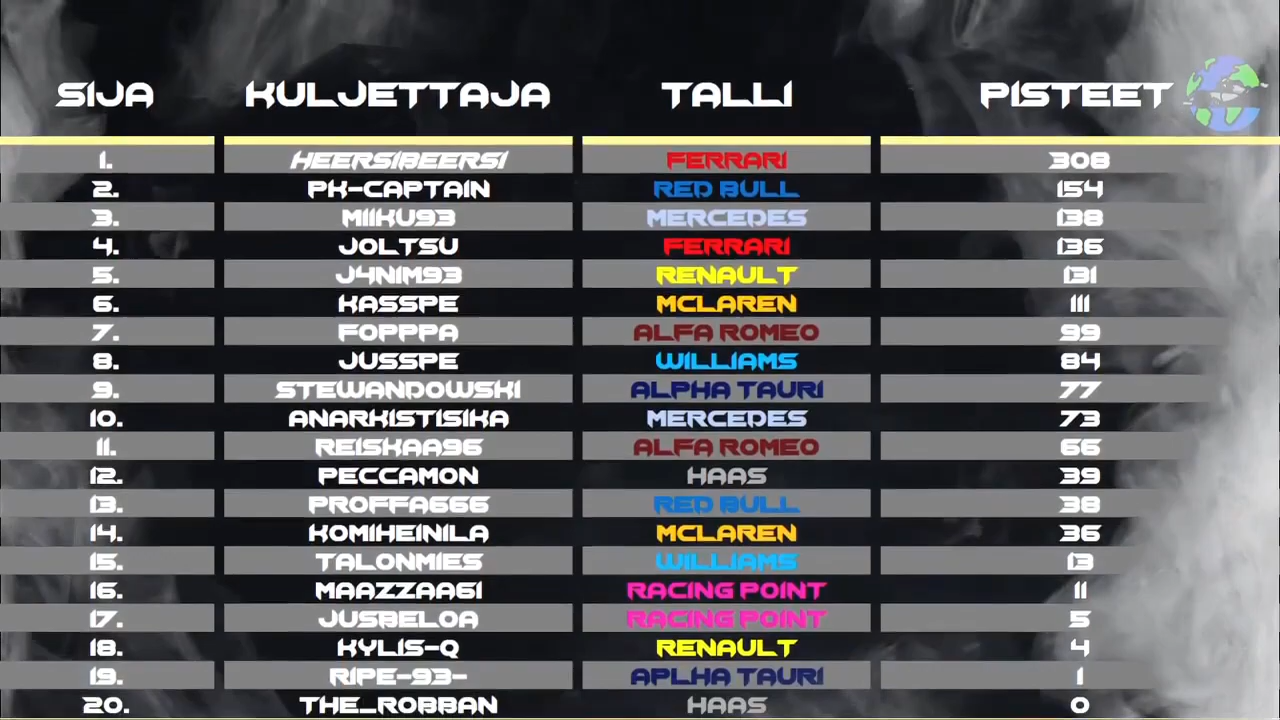 SIJA KULJETTAJA TALLI PISTEET
1. HEERSIBEERSI FERRARI 308
2. PK-CAPTAIN RED BULL 154
3. MIIKU93 MERCEDES 138
4. JOLTSU FERRARI 136
5. J4NIM93 RENAULT 131
6. KASSPE MCLAREN 111
7. FOPPPA ALFA ROMEO 99
8. JUSSPE WILLIAMS 84
9. STEWANDOWSKI ALPHA TAURI 77
10. ANARKISTISIKA MERCEDES 73
11. REISKAA96 ALFA ROMEO 66
12. PECCAMON HAAS 39
13. PROFFA666 RED BULL 38
14. KOMIHEINILA MCLAREN 36
15. TALONMIES WILLIAMS 13
16. MAAZZAA61 RACING POINT 11
17. JUSBELOA RACING POINT 5
18. KYLIS-Q RENAULT 4
19. RIPE-93- APLHA TAURI 1
20. THE_ROBBAN HAAS 0